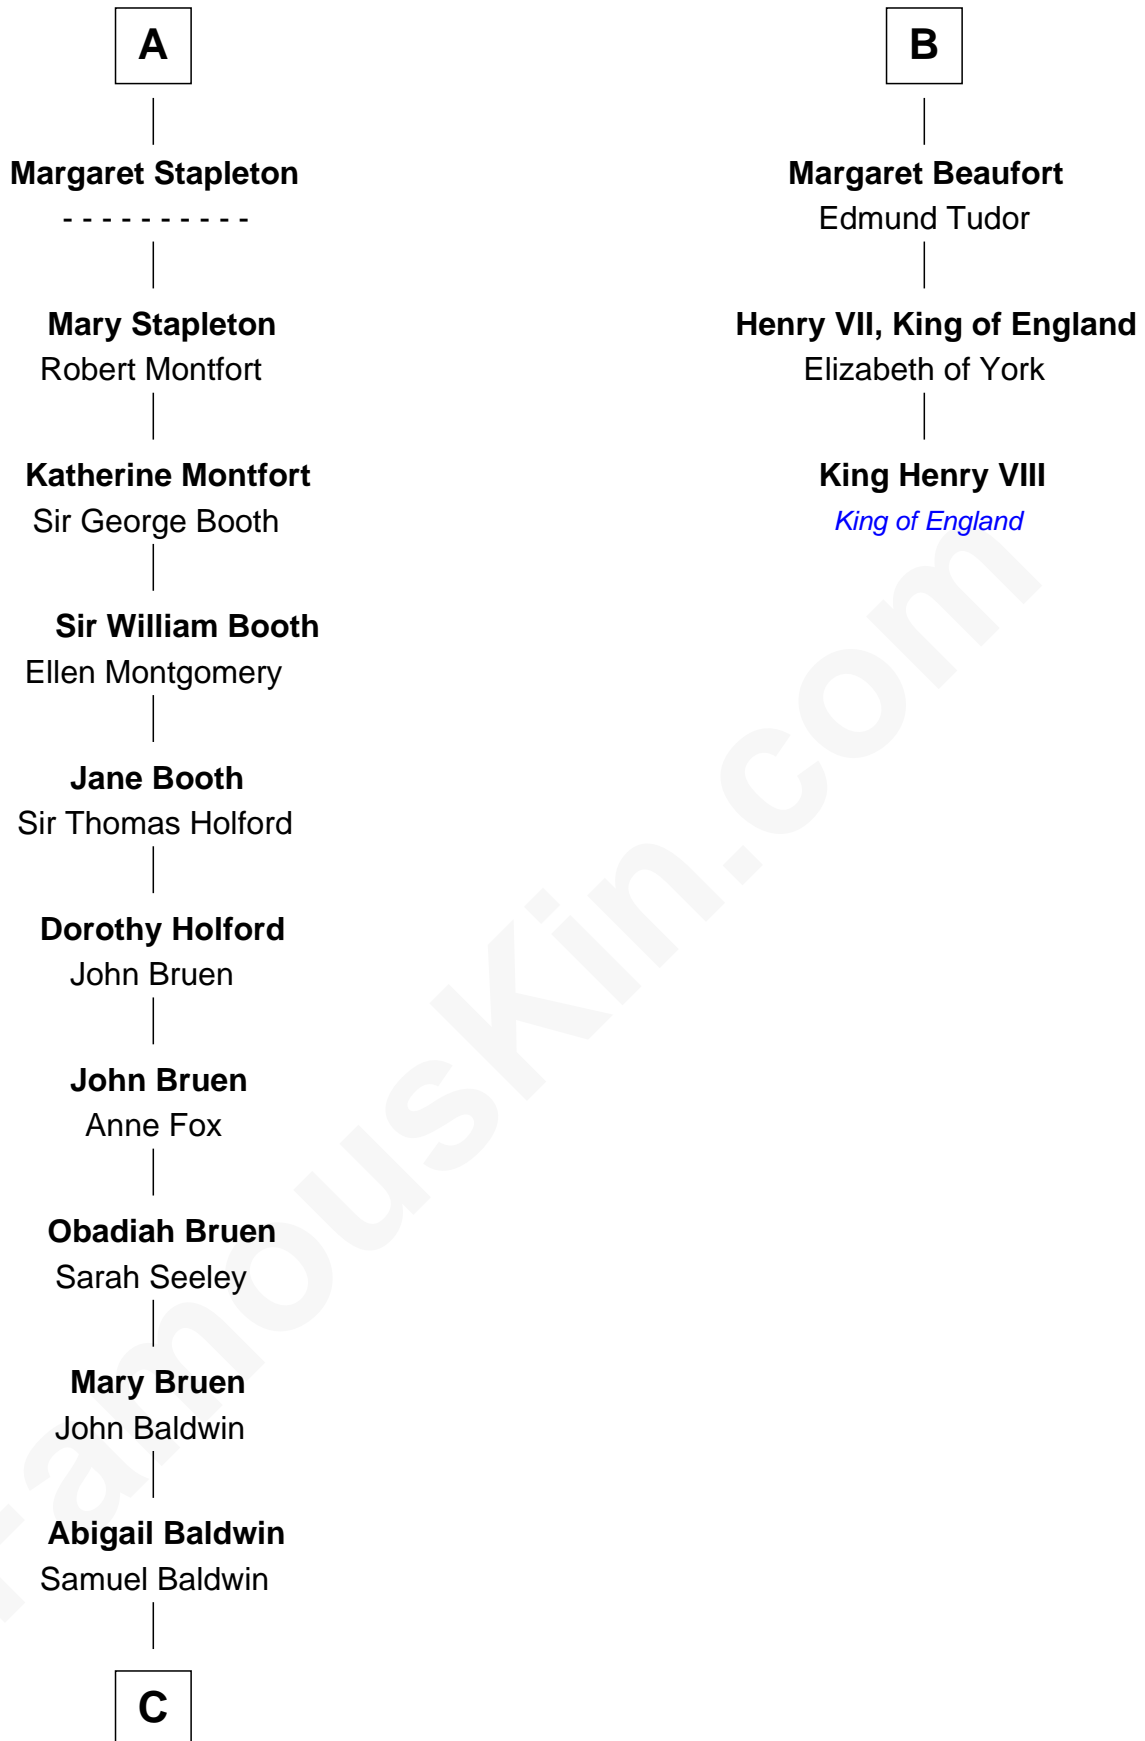 A
Margaret Stapleton
- - - - - - - - - -
Mary Stapleton
Robert Montfort
Katherine Montfort
Sir George Booth
Sir William Booth
Ellen Montgomery
Jane Booth
Sir Thomas Holford
Dorothy Holford
John Bruen
John Bruen
Anne Fox
Obadiah Bruen
Sarah Seeley
Mary Bruen
John Baldwin
Abigail Baldwin
Samuel Baldwin
C
B
Margaret Beaufort
Edmund Tudor
Henry VII, King of England
Elizabeth of York
King Henry VIII
King of England
FamousKin.com